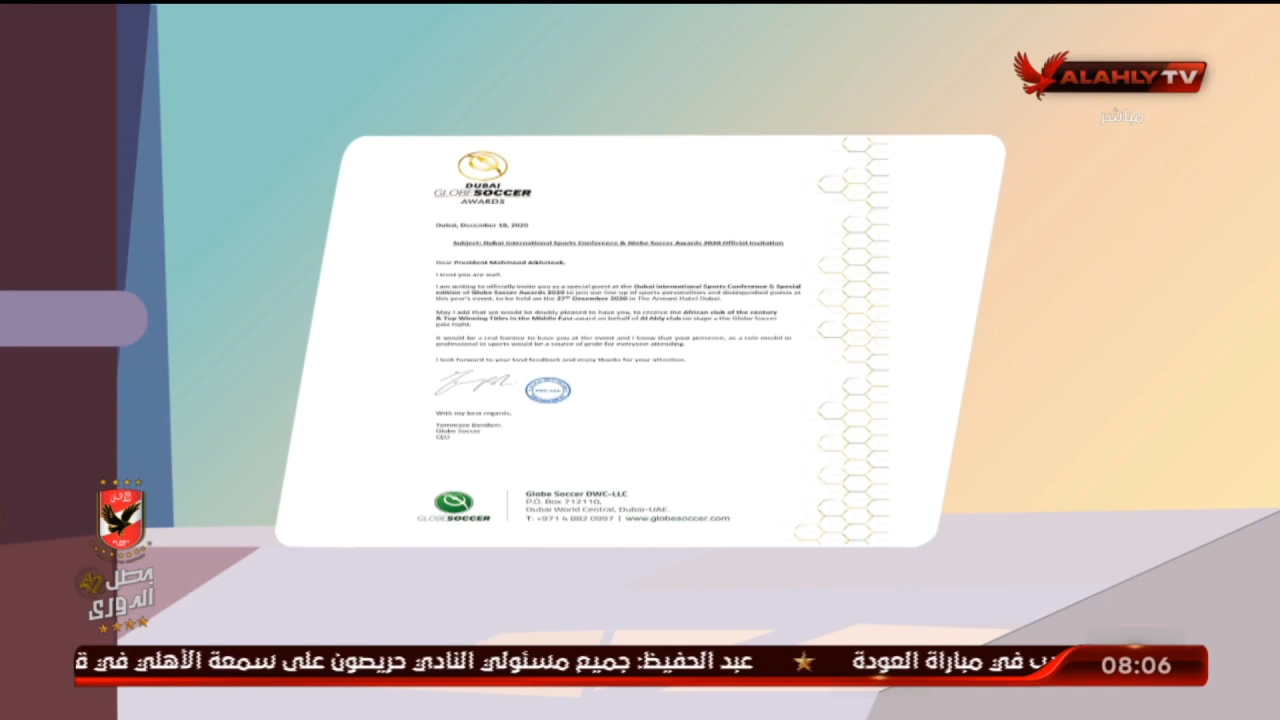 ALAHLY TV
مباشر
DUBAI
GLOBE SOCCER
AWARDS
Dubai, December 18, 2020
Subject: Dubai International Sports Conference & Globe Soccer Awards 2020 Official Invitation
Dear President Mahmood Alkhateeb,
I trust you are well.
I am writing to officially invite you as a special guest at the Dubai International Sports Conference & Special
edition of Globe Soccer Awards 2020 to join our line-up of sports personalities and distinguished guests at
this year's event, to be held on the 27th December 2020 in The Armani Hotel Dubai.
May I add that we would be doubly pleased to have you, to receive the African club of the century
& Top Winning Titles in the Middle East award on behalf of Al Ahly club on stage a the Globe Soccer
gala night.
It would be a real honour to have you at the event and I know that your presence, as a role model in
professional in sports would be a source of pride for everyone attending.
I look forward to your kind feedback and many thanks for your attention.
With my best regards,
Tommaso Bendoni.
Globe Soccer
CEO
GLOBESOCCER
Globe Soccer DWC-LLC
P.O. Box 712110,
Dubai World Central, Dubai-UAE.
T: +971 4 882 0997 | www.globesoccer.com
الأهلي
بطل
الدوري
42
ب في مباراة العودة ★ عبد الحفيظ: جميع مسئولي النادي حريصون على سمعة الأهلي في ق
08:06